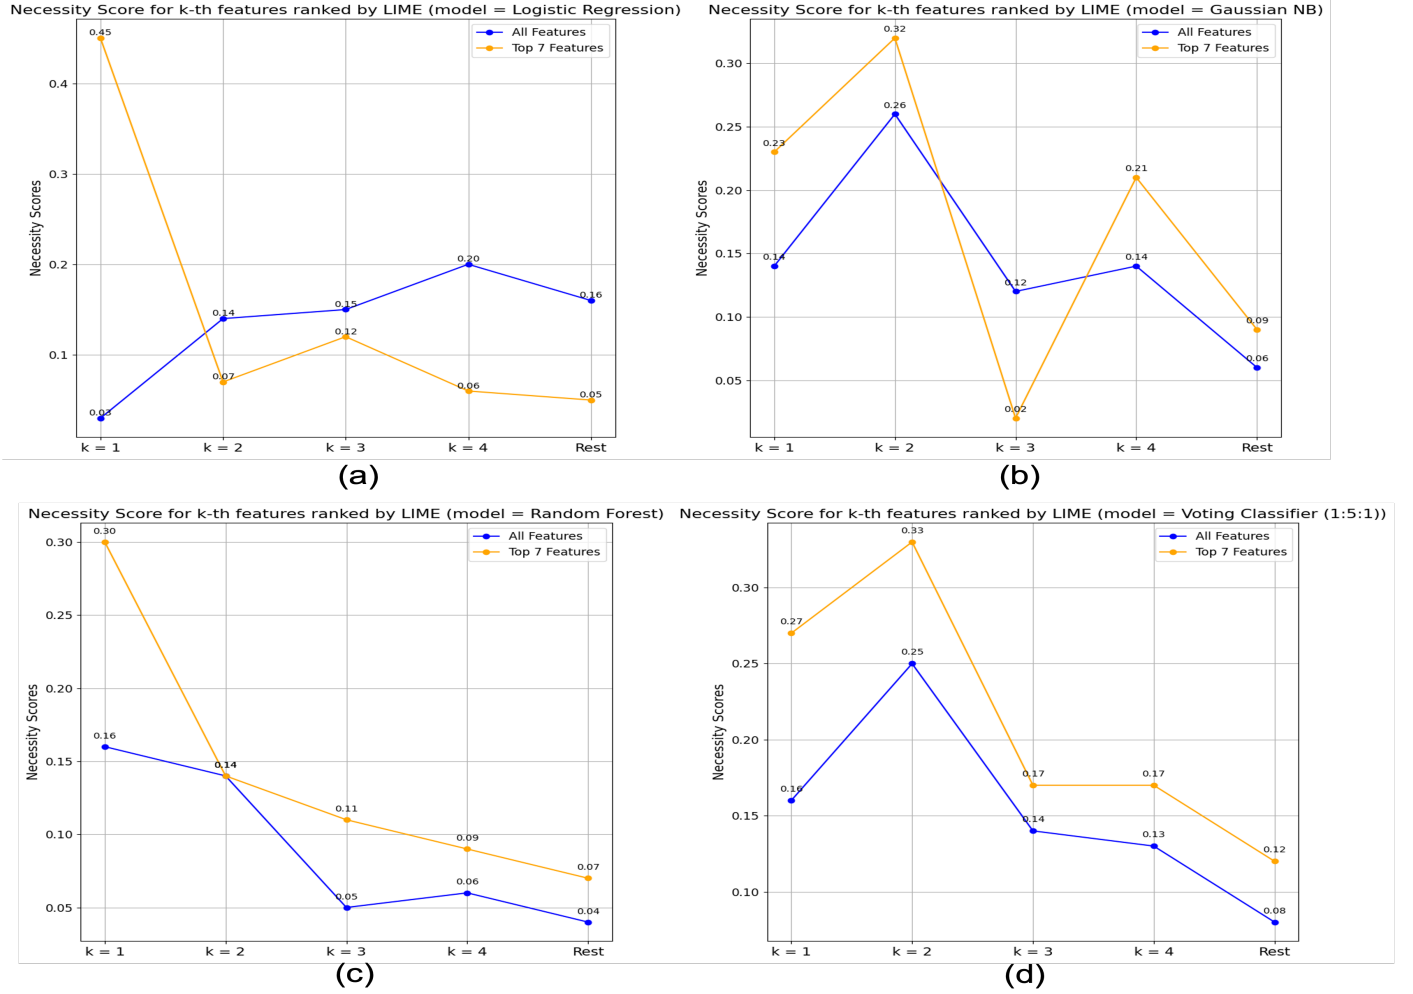 Necessity Score for k-th features ranked by LIME (model = Logistic Regression)
All Features
Top 7 Features
Necessity Scores
0.4
0.3
0.2
0.1
0.45
0.07
0.12
0.06
0.05
0.03
0.14
0.15
0.20
0.16
k = 1
k = 2
k = 3
k = 4
Rest
(a)
Necessity Score for k-th features ranked by LIME (model = Gaussian NB)
All Features
Top 7 Features
Necessity Scores
0.30
0.25
0.20
0.15
0.10
0.05
0.23
0.32
0.02
0.21
0.09
0.14
0.26
0.12
0.14
0.06
k = 1
k = 2
k = 3
k = 4
Rest
(b)
Necessity Score for k-th features ranked by LIME (model = Random Forest)
All Features
Top 7 Features
Necessity Scores
0.30
0.25
0.20
0.15
0.10
0.05
0.30
0.14
0.11
0.09
0.07
0.16
0.14
0.05
0.06
0.04
k = 1
k = 2
k = 3
k = 4
Rest
(c)
Necessity Score for k-th features ranked by LIME (model = Voting Classifier (1:5:1))
All Features
Top 7 Features
Necessity Scores
0.30
0.25
0.20
0.15
0.10
0.27
0.33
0.17
0.17
0.12
0.16
0.25
0.14
0.13
0.08
k = 1
k = 2
k = 3
k = 4
Rest
(d)